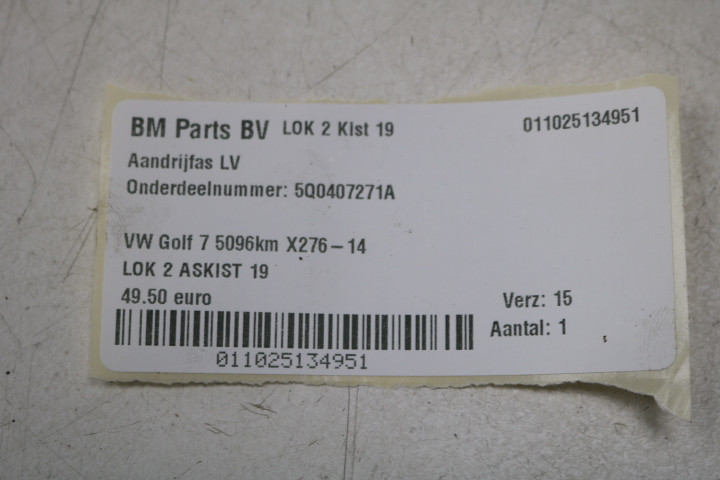 BM Parts BV LOK 2 Kist 19 011025134951
Aandrijfas LV
Onderdeelnummer: 5Q0407271A
VW Golf 7 5096km X276-14
LOK 2 ASKIST 19
49.50 euro Verz: 15
Aantal: 1
011025134951